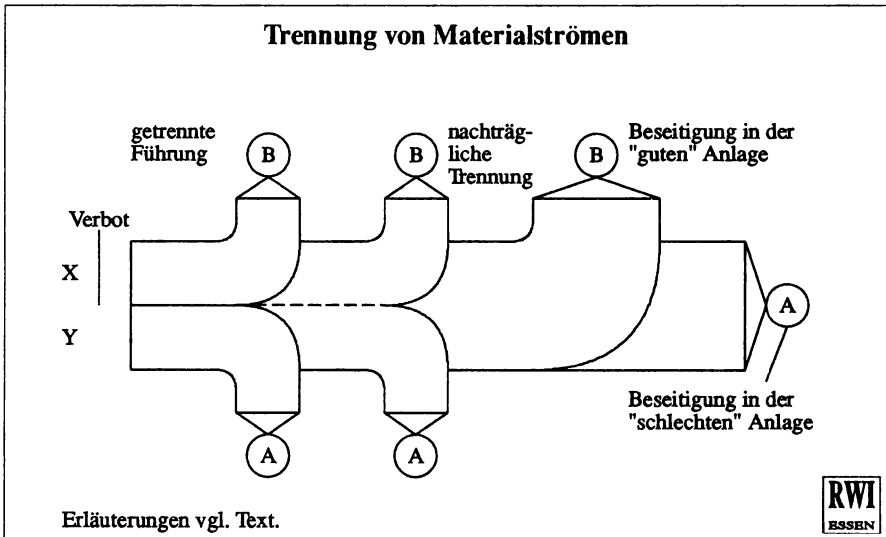 Trennung von Materialströmen
getrennte
Führung
B
B
nachträg-
liche
Trennung
B
Beseitigung in der
"guten" Anlage
Verbot
X
Y
A
Beseitigung in der
"schlechten" Anlage
A
A
Erläuterungen vgl. Text.
RWI
ESSEN